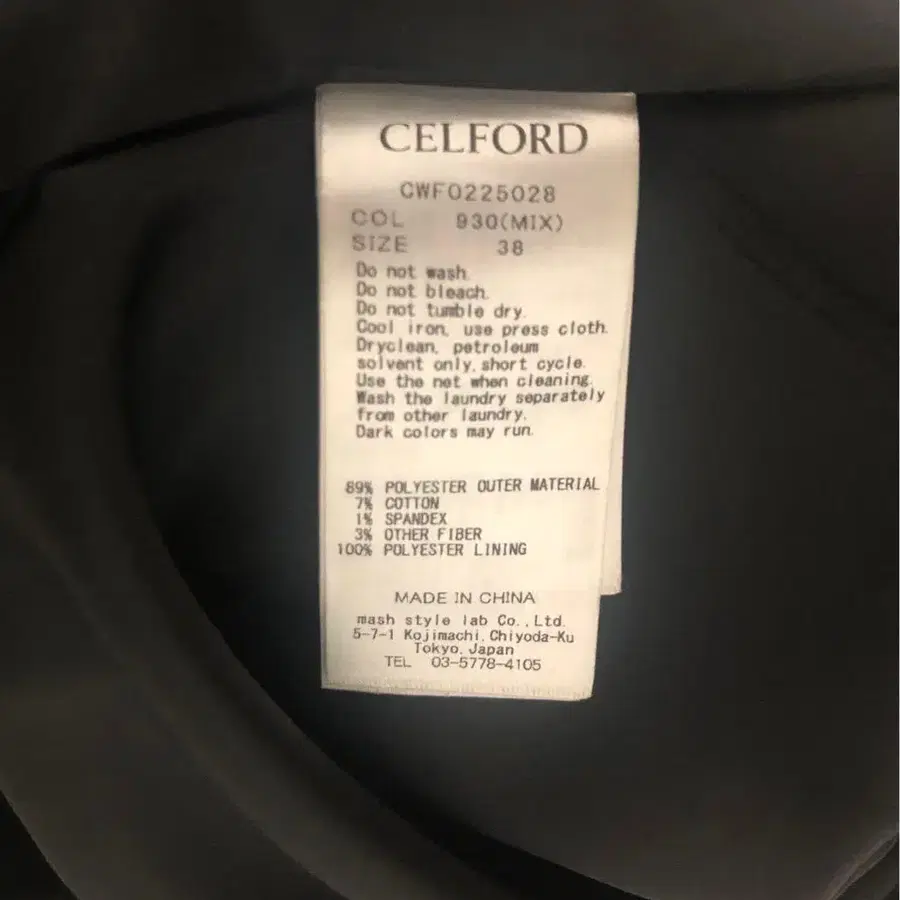 CELFORD
CWF0225028
COL 930(MIX)
SIZE 38
Do not wash.
Do not bleach.
Do not tumble dry.
Cool iron, use press cloth.
Dryclean, petroleum
solvent only, short cycle.
Use the net when cleaning.
Wash the laundry separately
from other laundry.
Dark colors may run.
89% POLYESTER OUTER MATERIAL
7% COTTON
1% SPANDEX
3% OTHER FIBER
100% POLYESTER LINING
MADE IN CHINA
mash style lab Co., Ltd.
5-7-1 Kojimachi, Chiyoda-Ku
Tokyo, Japan
TEL 03-5778-4105